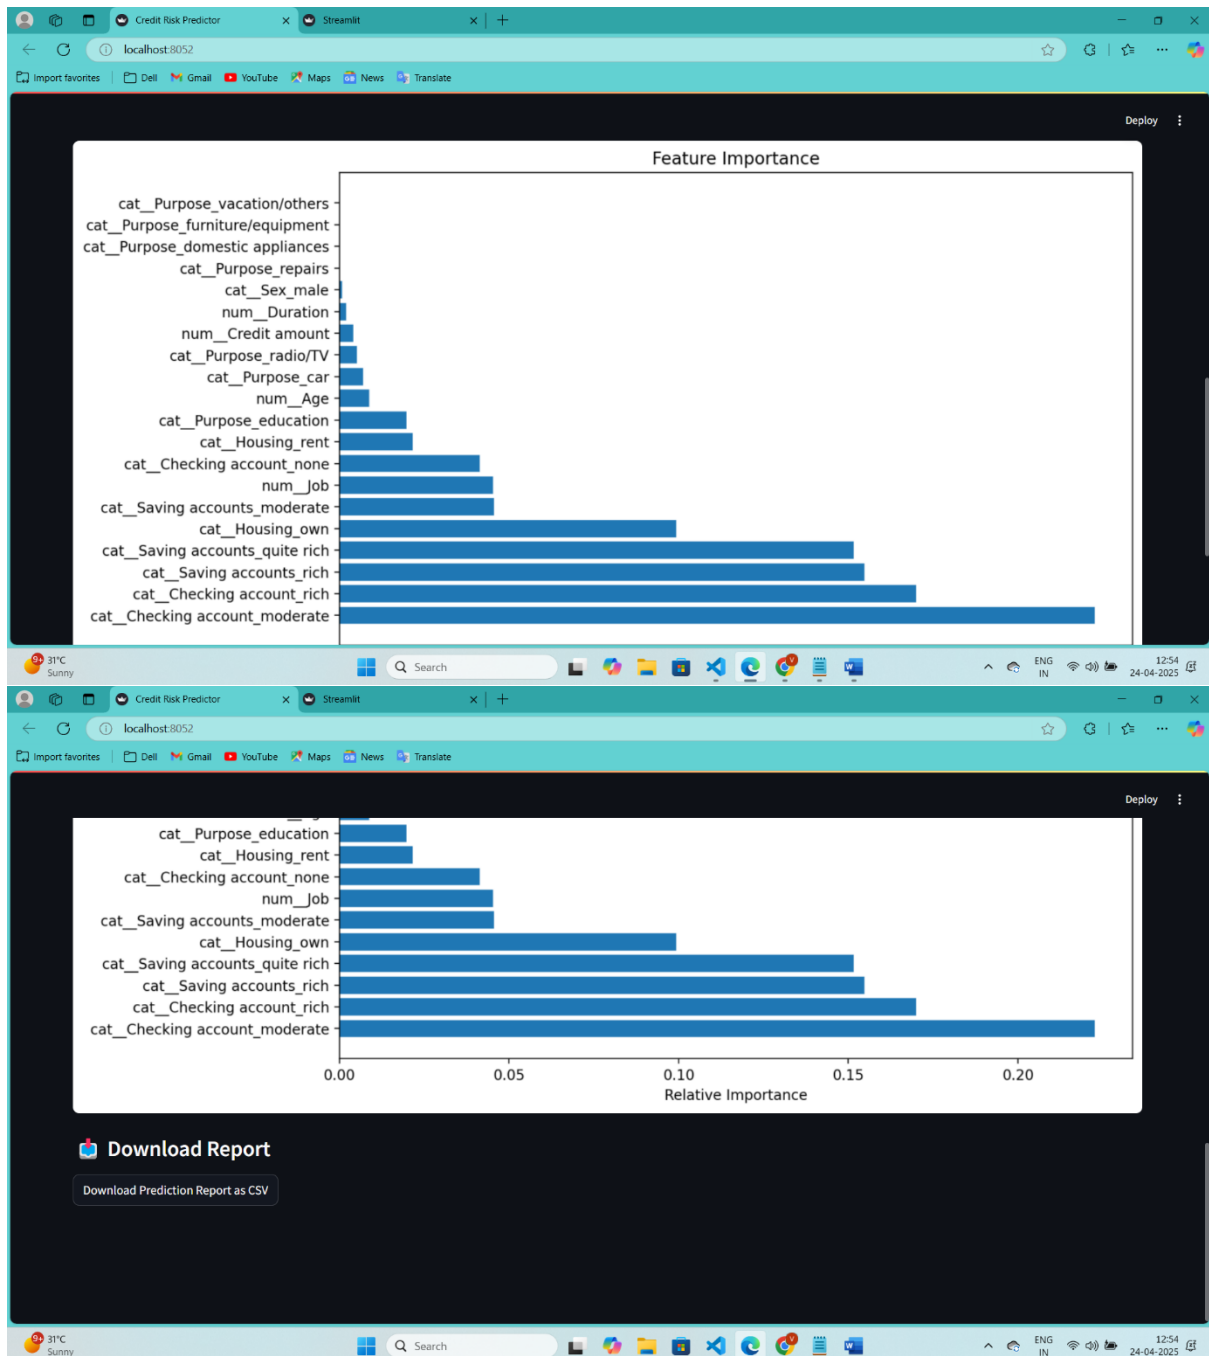 Credit Risk Predictor
Streamlit
localhost:8052
Import favorites Dell Gmail YouTube Maps News Translate
Deploy
Feature Importance
cat__Purpose_vacation/others
cat__Purpose_furniture/equipment
cat__Purpose_domestic appliances
cat__Purpose_repairs
cat__Sex_male
num__Duration
num__Credit amount
cat__Purpose_radio/TV
cat__Purpose_car
num__Age
cat__Purpose_education
cat__Housing_rent
cat__Checking account_none
num__Job
cat__Saving accounts_moderate
cat__Housing_own
cat__Saving accounts_quite rich
cat__Saving accounts_rich
cat__Checking account_rich
cat__Checking account_moderate
9+
31°C
Sunny
Search
ENG
IN
12:54
24-04-2025
Credit Risk Predictor
Streamlit
localhost:8052
Import favorites Dell Gmail YouTube Maps News Translate
Deploy
cat__Purpose_education
cat__Housing_rent
cat__Checking account_none
num__Job
cat__Saving accounts_moderate
cat__Housing_own
cat__Saving accounts_quite rich
cat__Saving accounts_rich
cat__Checking account_rich
cat__Checking account_moderate
0.00 0.05 0.10 0.15 0.20
Relative Importance
Download Report
Download Prediction Report as CSV
9+
31°C
Sunny
Search
ENG
IN
12:54
24-04-2025